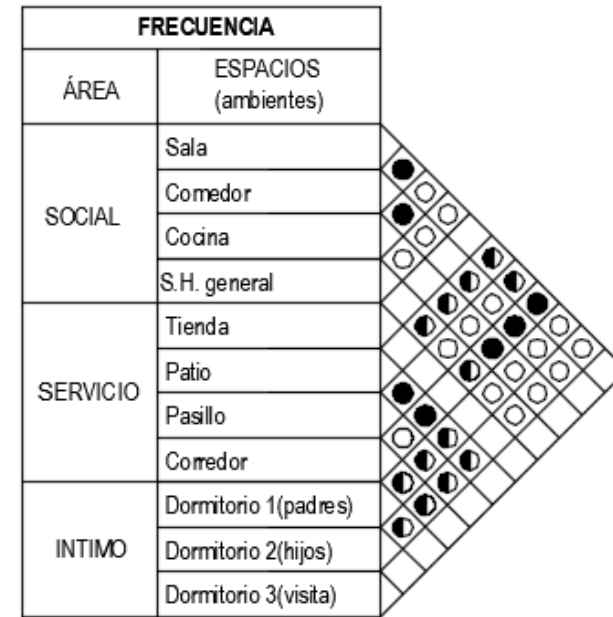 FRECUENCIA
ÁREA
ESPACIOS
(ambientes)
SOCIAL
Sala
Comedor
Cocina
S.H. general
SERVICIO
Tienda
Patio
Pasillo
Corredor
INTIMO
Dormitorio 1(padres)
Dormitorio 2(hijos)
Dormitorio 3(visita)